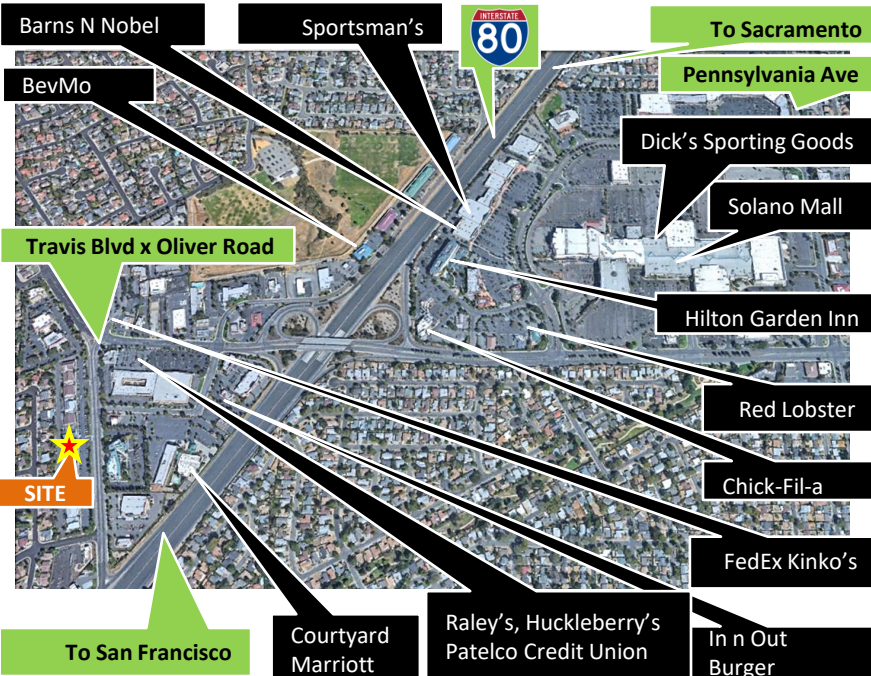 Barns N Nobel
Sportsman's
INTERSTATE
80
To Sacramento
BevMo
Pennsylvania Ave
Dick's Sporting Goods
Solano Mall
Travis Blvd x Oliver Road
Hilton Garden Inn
Red Lobster
SITE
Chick-Fil-a
FedEx Kinko's
To San Francisco
Courtyard
Marriott
Raley's, Huckleberry's
Patelco Credit Union
In n Out
Burger